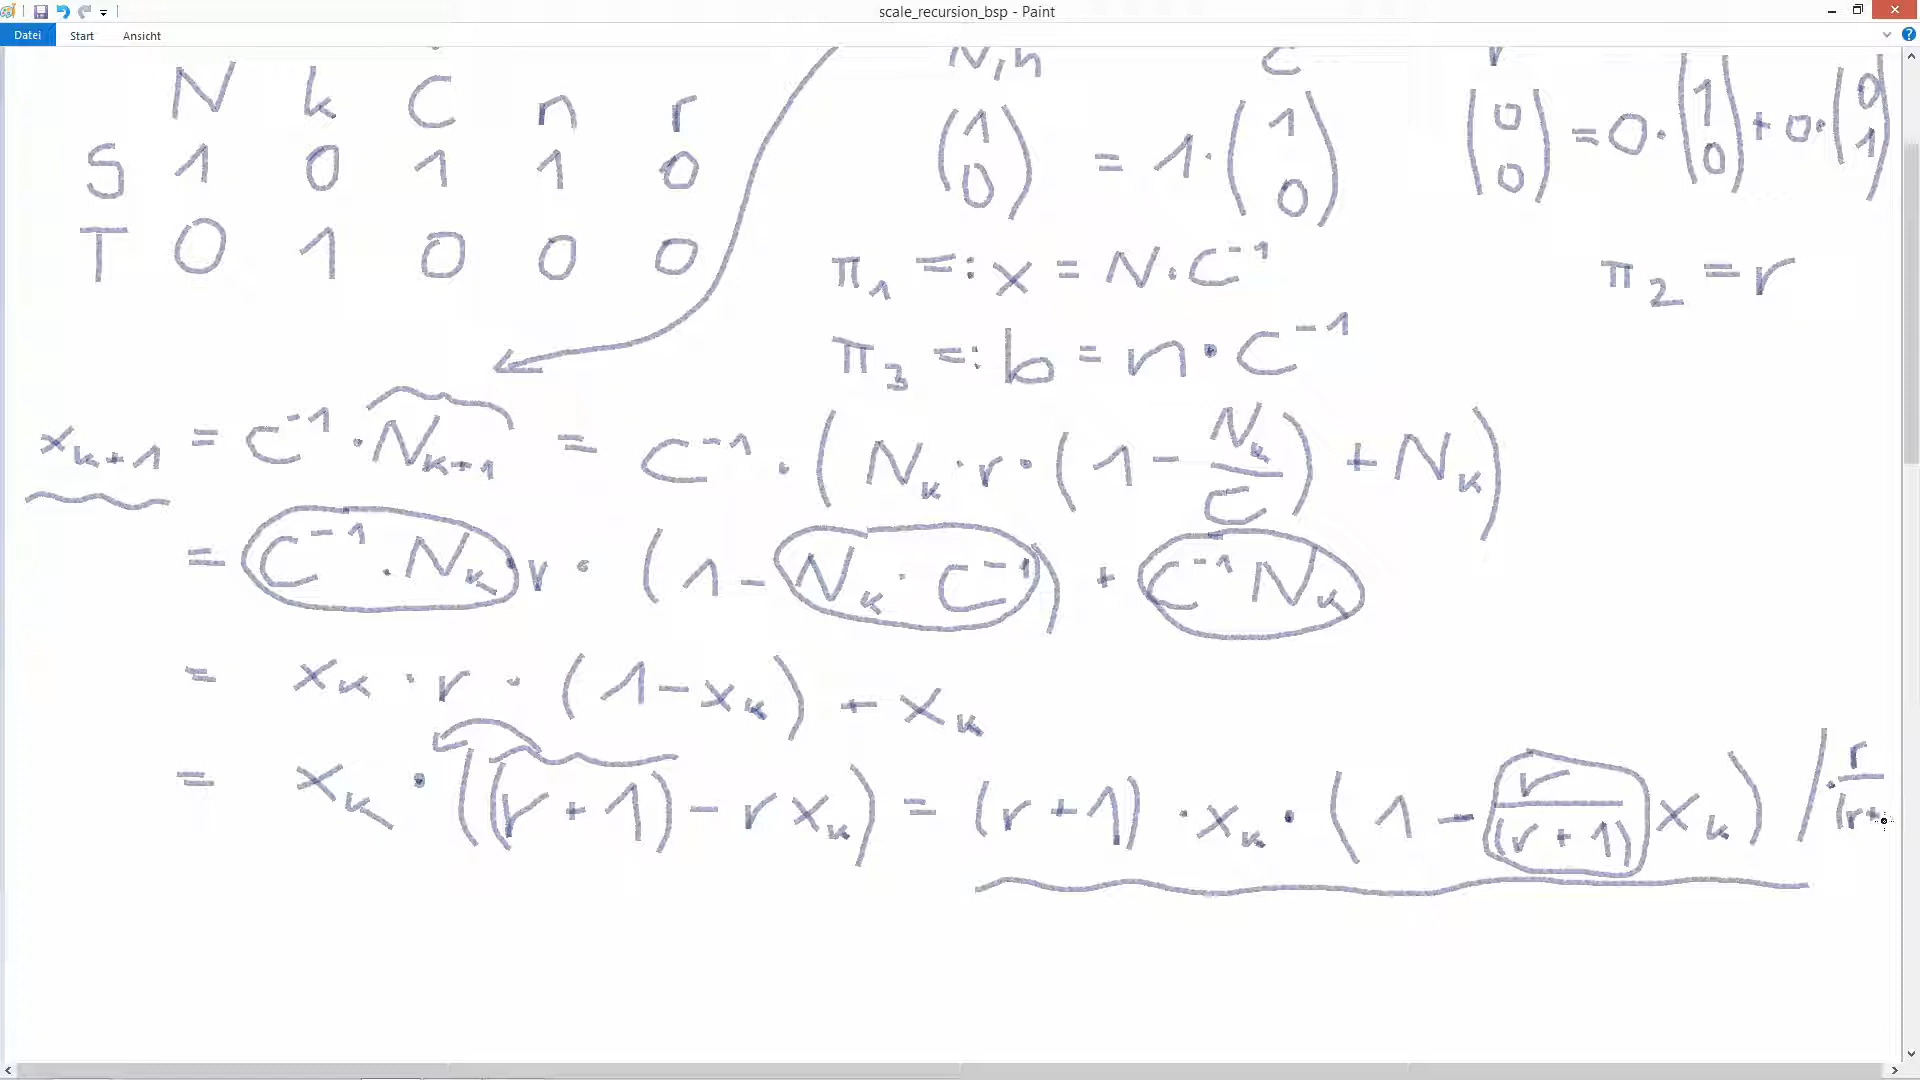 scale_recursion_bsp - Paint
Datei Start Ansicht
N k C n r
S 1 0 1 1 0
T 0 1 0 0 0
N, n C r
(1 0) = 1 · (1 0)
(0 0) = 0 · (1 0) + 0 · (0 1)
π₁ =: x = N · C⁻¹
π₂ = r
π₃ =: b = n · C⁻¹
x_{k+1} = C⁻¹ · N_{k+1} = C⁻¹ · (N_k · r · (1 - N_k/C) + N_k)
= C⁻¹ · N_k · r · (1 - N_k · C⁻¹) + C⁻¹ N_k
= x_k · r · (1 - x_k) + x_k
= x_k · ((r + 1) - r x_k) = (r + 1) · x_k · (1 - r/(r + 1) x_k) / · r/(r+